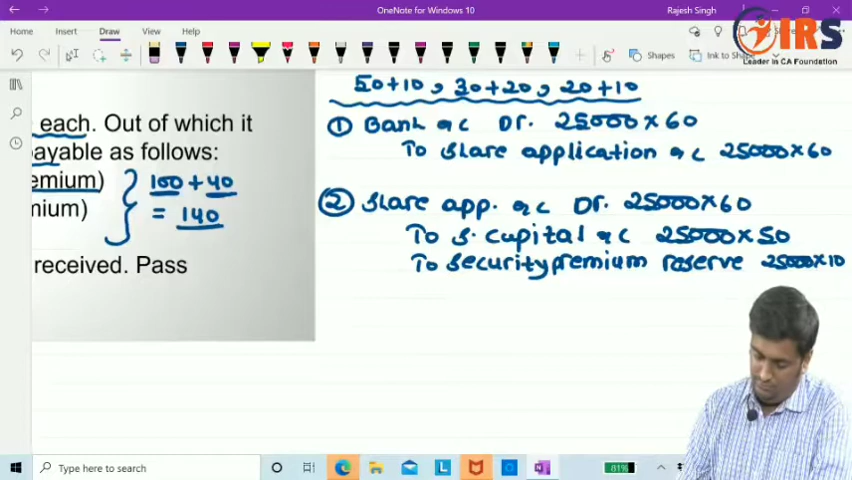 OneNote for Windows 10
Rajesh Singh
Home Insert Draw View Help
Shapes Ink to Shape
IRS
Leader in CA Fowndation
50+10, 30+20, 20+10
each. Out of which it
payable as follows:
emium)
mium)
100 + 40
= 140
received. Pass
① Bank a/c Dr. 25000×60
To Share application a/c 25000×60
② Share app. a/c Dr. 25000×60
To S. Capital a/c 25000×50
To Security premium reserve 25000×10
Type here to search
81%